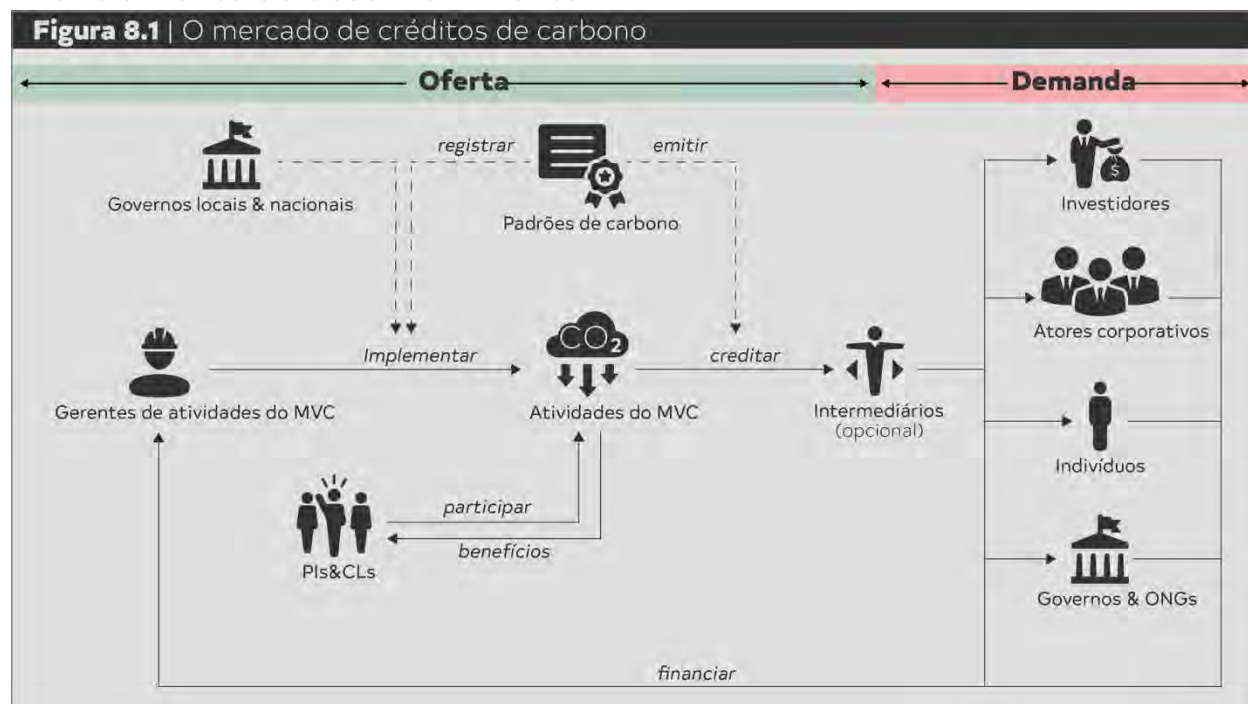 Figura 8.1 | O mercado de créditos de carbono
Oferta
Demanda
registrar
emitir
Governos locais & nacionais
Padrões de carbono
Investidores
Implementar
CO2
creditar
Atores corporativos
Gerentes de atividades do MVC
Atividades do MVC
Intermediários
(opcional)
Indivíduos
participar
benefícios
PIs&CLs
Governos & ONGs
financiar
$